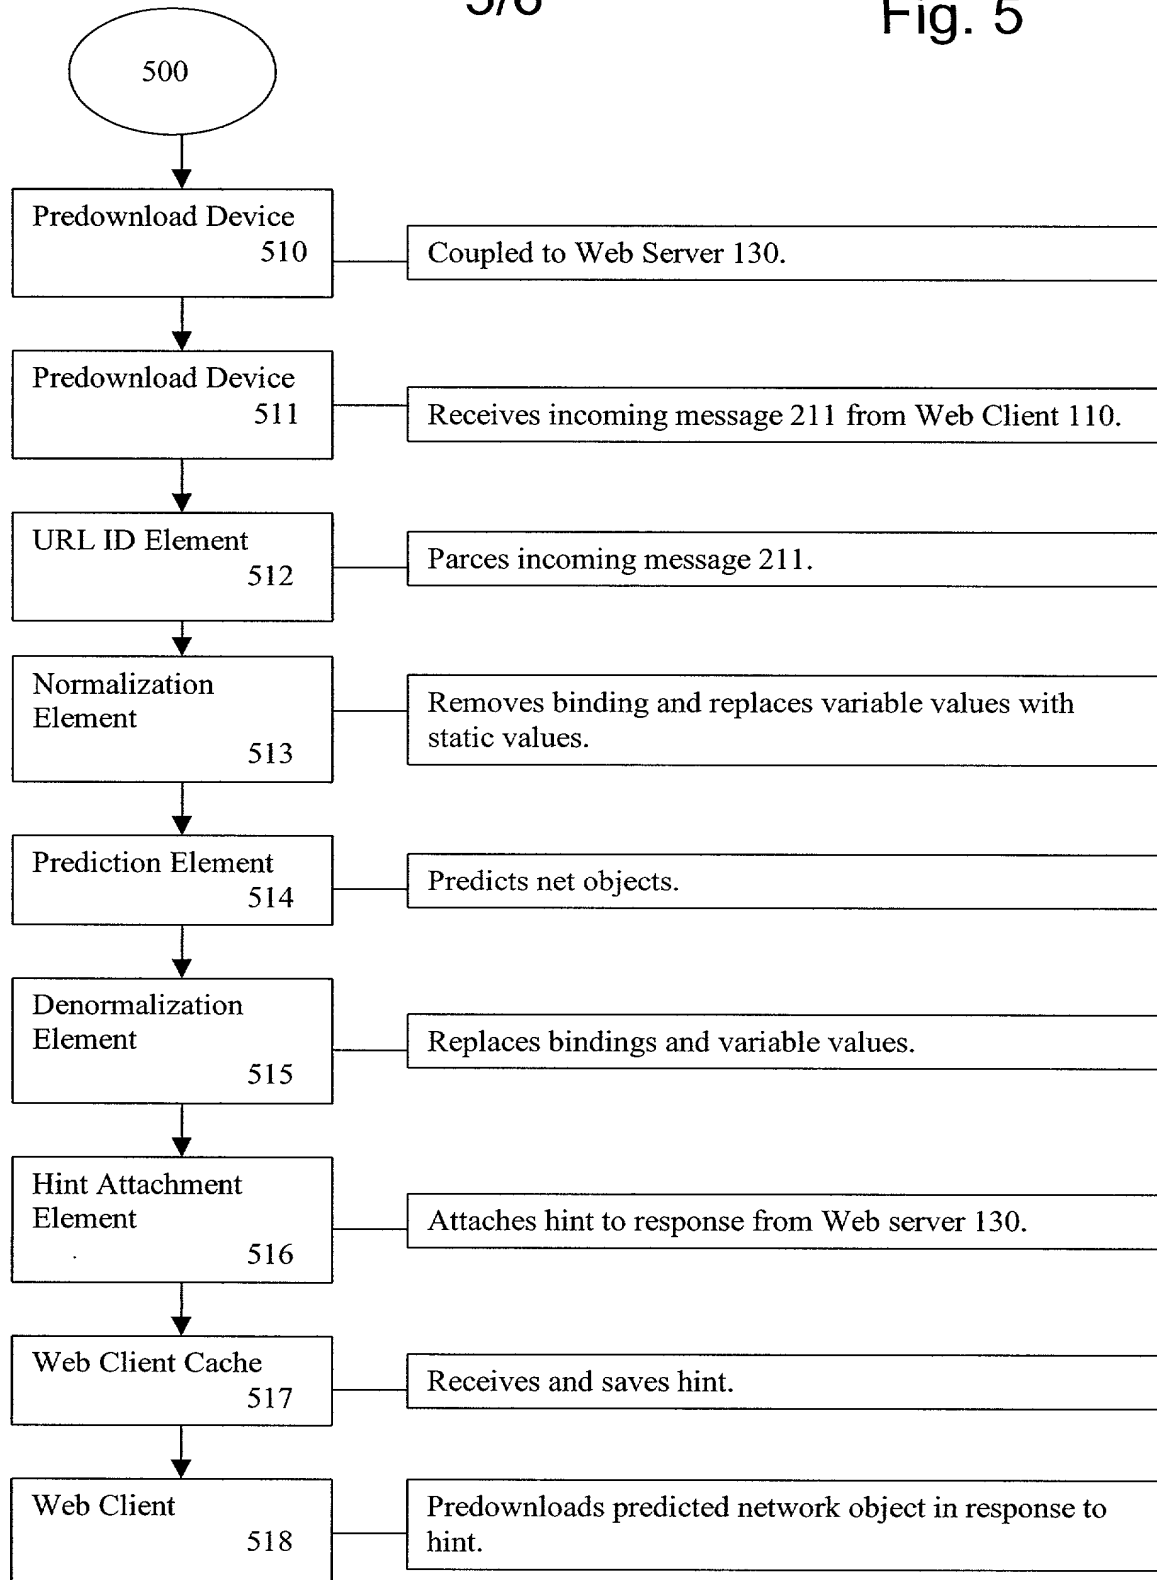 5/6
Fig. 5
500
Predownload Device
510
Coupled to Web Server 130.
Predownload Device
511
Receives incoming message 211 from Web Client 110.
URL ID Element
512
Parces incoming message 211.
Normalization
Element
513
Removes binding and replaces variable values with
static values.
Prediction Element
514
Predicts net objects.
Denormalization
Element
515
Replaces bindings and variable values.
Hint Attachment
Element
516
Attaches hint to response from Web server 130.
Web Client Cache
517
Receives and saves hint.
Web Client
518
Predownloads predicted network object in response to
hint.